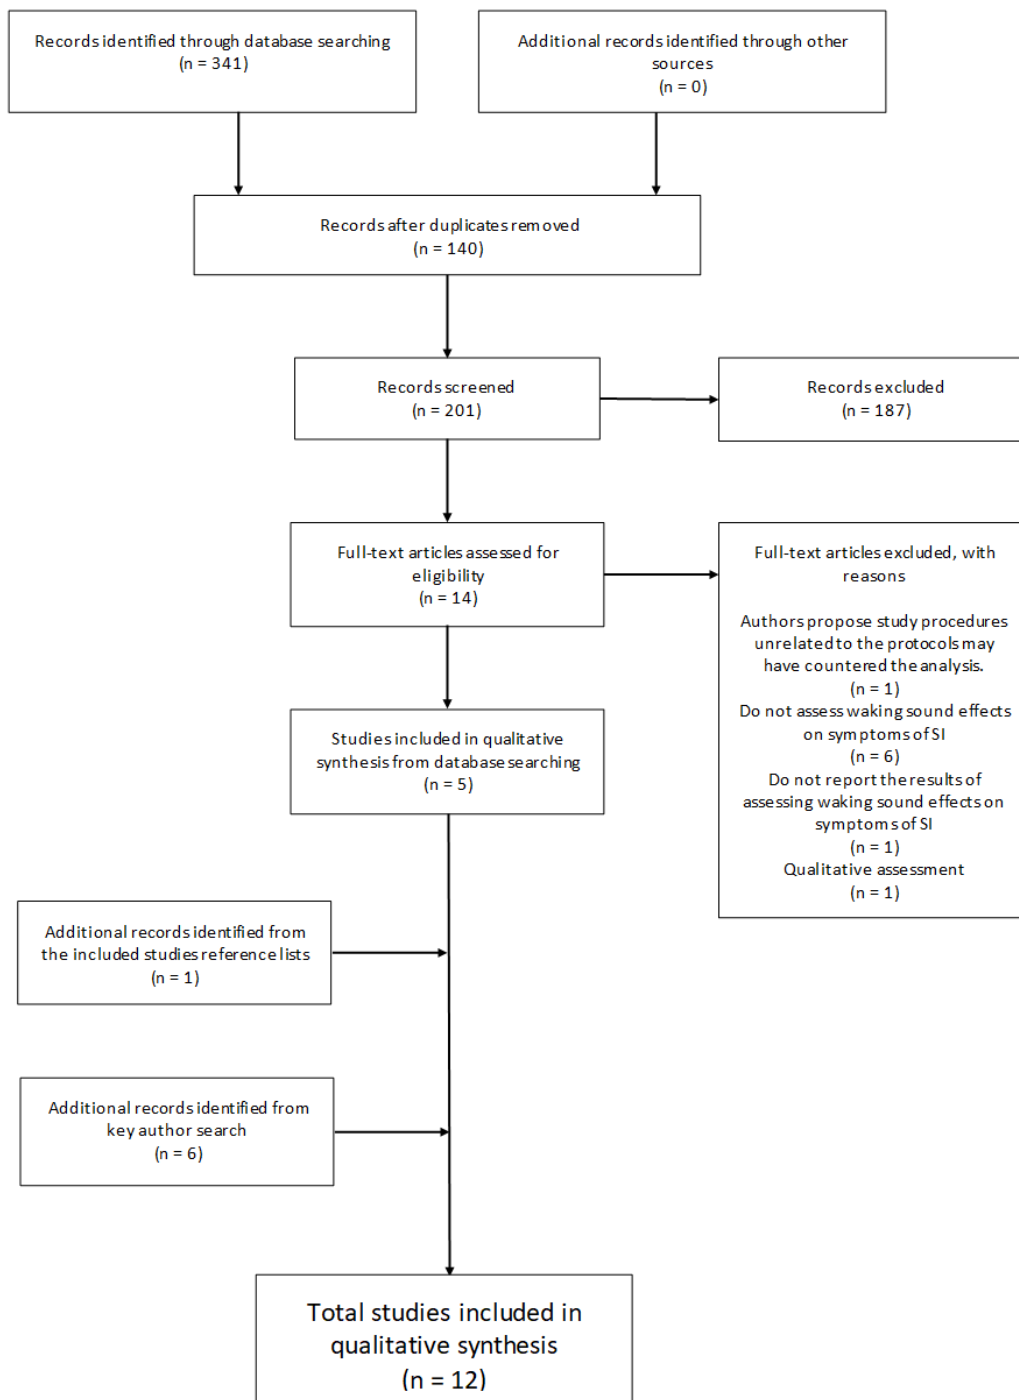 Records identified through database searching
(n = 341)
Additional records identified through other
sources
(n = 0)
Records after duplicates removed
(n = 140)
Records screened
(n = 201)
Records excluded
(n = 187)
Full-text articles assessed for
eligibility
(n = 14)
Full-text articles excluded, with
reasons
Authors propose study procedures
unrelated to the protocols may
have countered the analysis.
(n = 1)
Do not assess waking sound effects
on symptoms of SI
(n = 6)
Do not report the results of
assessing waking sound effects on
symptoms of SI
(n = 1)
Qualitative assessment
(n = 1)
Studies included in qualitative
synthesis from database searching
(n = 5)
Additional records identified from
the included studies reference lists
(n = 1)
Additional records identified from
key author search
(n = 6)
Total studies included in
qualitative synthesis
(n = 12)